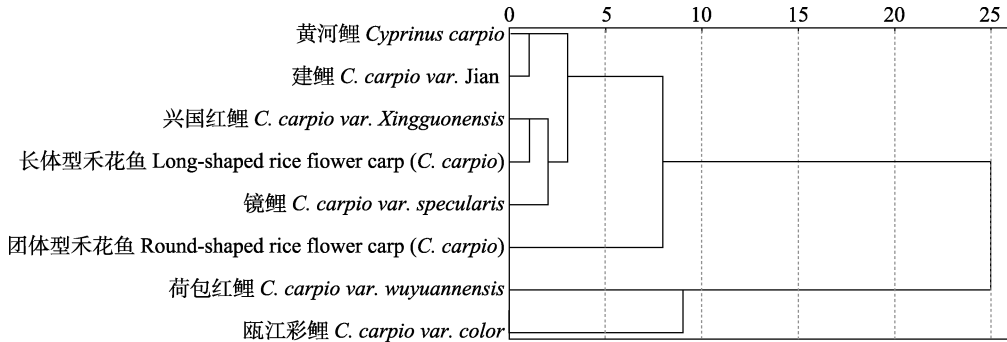 0 5 10 15 20 25
黄河鲤 Cyprinus carpio
建鲤 C. carpio var. Jian
兴国红鲤 C. carpio var. Xingguonensis
长体型禾花鱼 Long-shaped rice fiower carp (C. carpio)
镜鲤 C. carpio var. specularis
团体型禾花鱼 Round-shaped rice flower carp (C. carpio)
荷包红鲤 C. carpio var. wuyuannensis
瓯江彩鲤 C. carpio var. color